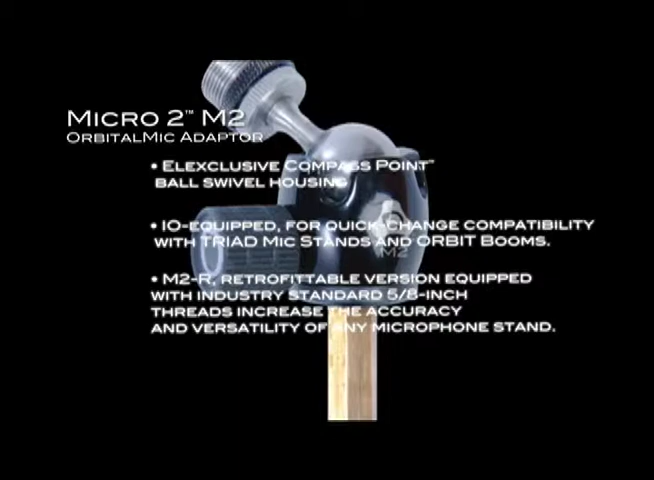 MICRO 2™ M2
ORBITALMIC ADAPTOR
• ELEXCLUSIVE COMPASS POINT™
BALL SWIVEL HOUSING
• IO-EQUIPPED, FOR QUICK-CHANGE COMPATIBILITY
WITH TRIAD MIC STANDS AND ORBIT BOOMS.
• M2-R, RETROFITTABLE VERSION EQUIPPED
WITH INDUSTRY STANDARD 5/8-INCH
THREADS INCREASE THE ACCURACY
AND VERSATILITY OF ANY MICROPHONE STAND.
M2